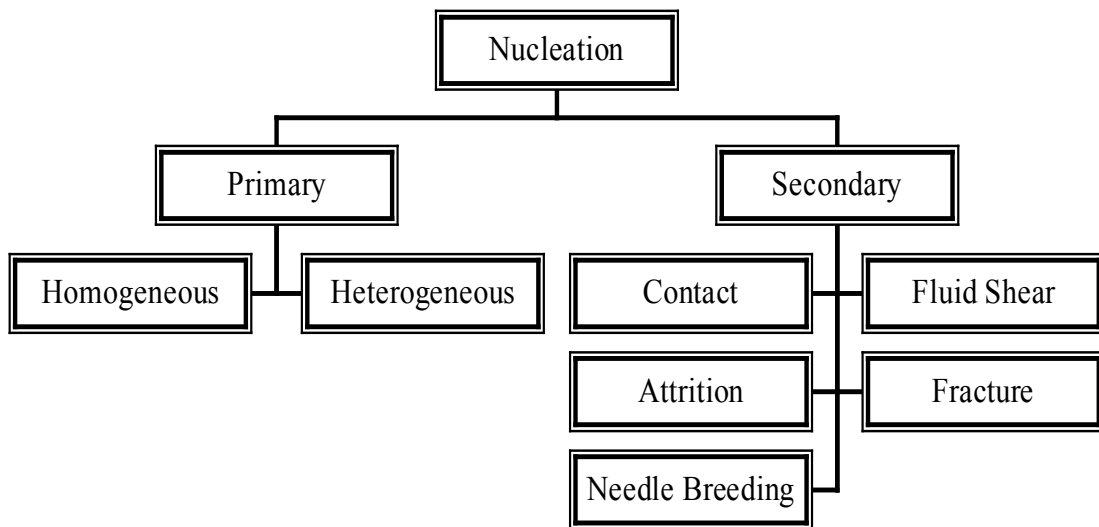 Nucleation
Primary
Secondary
Homogeneous
Heterogeneous
Contact
Fluid Shear
Attrition
Fracture
Needle Breeding